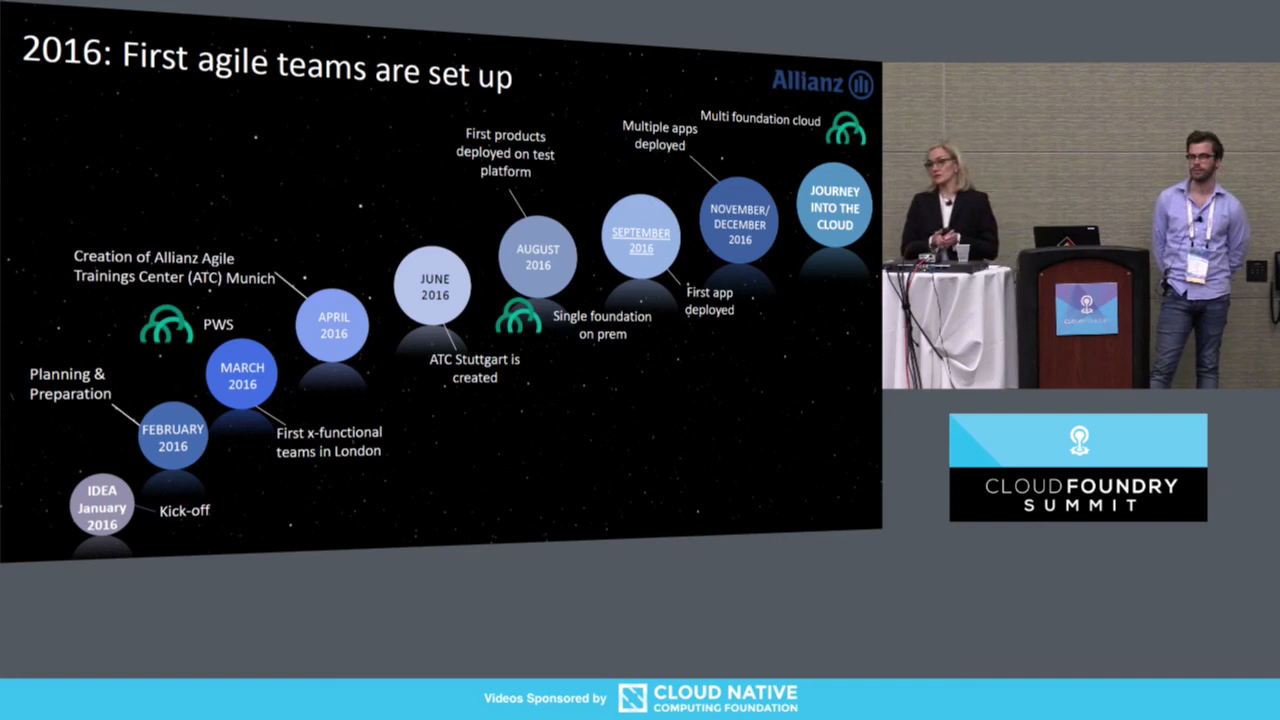 2016: First agile teams are set up
Allianz
Multi foundation cloud
Multiple apps
deployed
First products
deployed on test
platform
JOURNEY
INTO THE
CLOUD
NOVEMBER/
DECEMBER
2016
SEPTEMBER
2016
AUGUST
2016
Creation of Allianz Agile
Trainings Center (ATC) Munich
JUNE
2016
First app
deployed
Single foundation
on prem
APRIL
2016
PWS
ATC Stuttgart is
created
MARCH
2016
Planning &
Preparation
FEBRUARY
2016
First x-functional
teams in London
IDEA
January
2016
Kick-off
CLOUD FOUNDRY
SUMMIT
Videos Sponsored by
CLOUD NATIVE
COMPUTING FOUNDATION